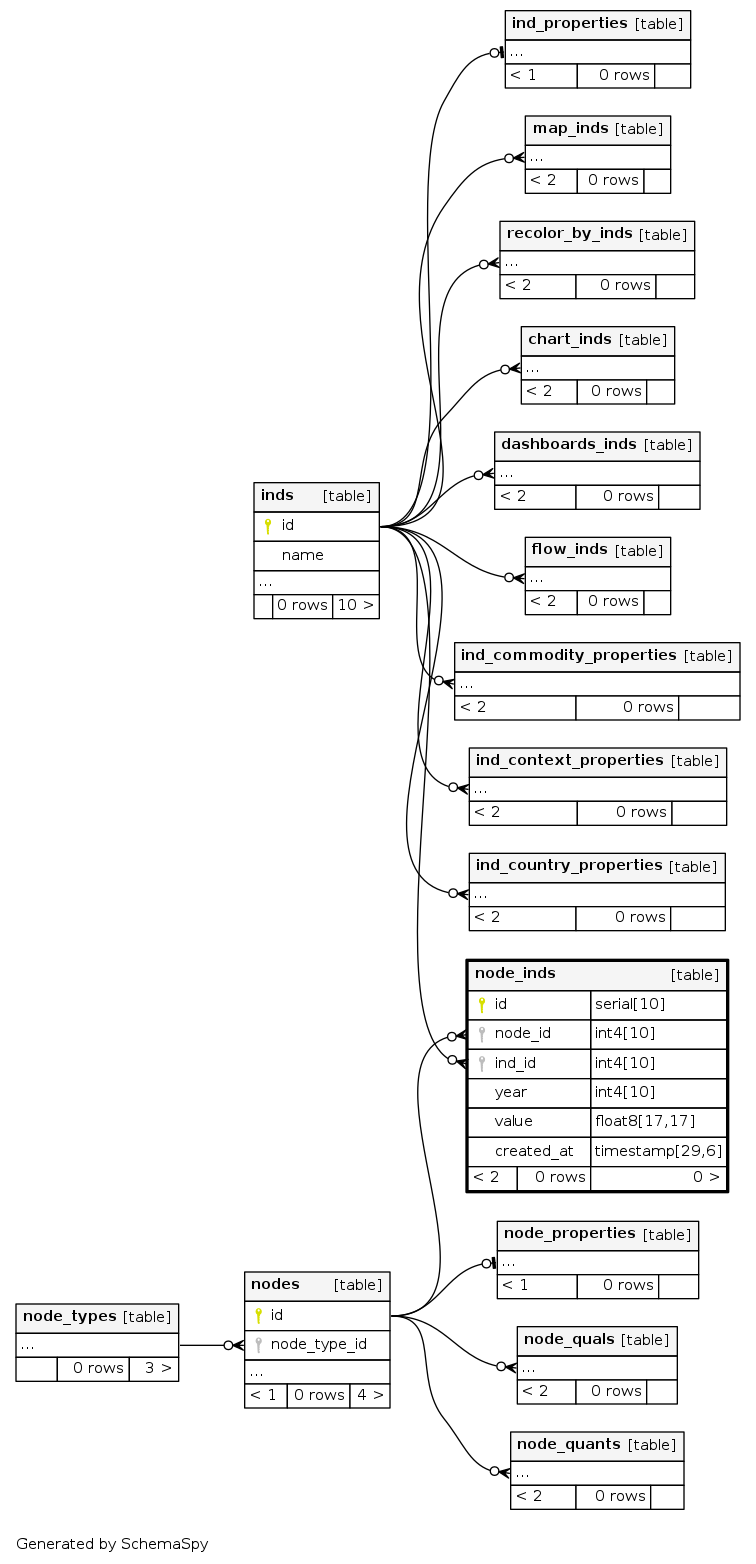 ind_properties [table]
...
< 1 0 rows
map_inds [table]
...
< 2 0 rows
recolor_by_inds [table]
...
< 2 0 rows
chart_inds [table]
...
< 2 0 rows
dashboards_inds [table]
...
< 2 0 rows
inds [table]
id
name
...
0 rows 10 >
flow_inds [table]
...
< 2 0 rows
ind_commodity_properties [table]
...
< 2 0 rows
ind_context_properties [table]
...
< 2 0 rows
ind_country_properties [table]
...
< 2 0 rows
node_inds [table]
id serial[10]
node_id int4[10]
ind_id int4[10]
year int4[10]
value float8[17,17]
created_at timestamp[29,6]
< 2 0 rows 0 >
node_properties [table]
...
< 1 0 rows
nodes [table]
id
node_type_id
...
< 1 0 rows 4 >
node_types [table]
...
0 rows 3 >
node_quals [table]
...
< 2 0 rows
node_quants [table]
...
< 2 0 rows
Generated by SchemaSpy